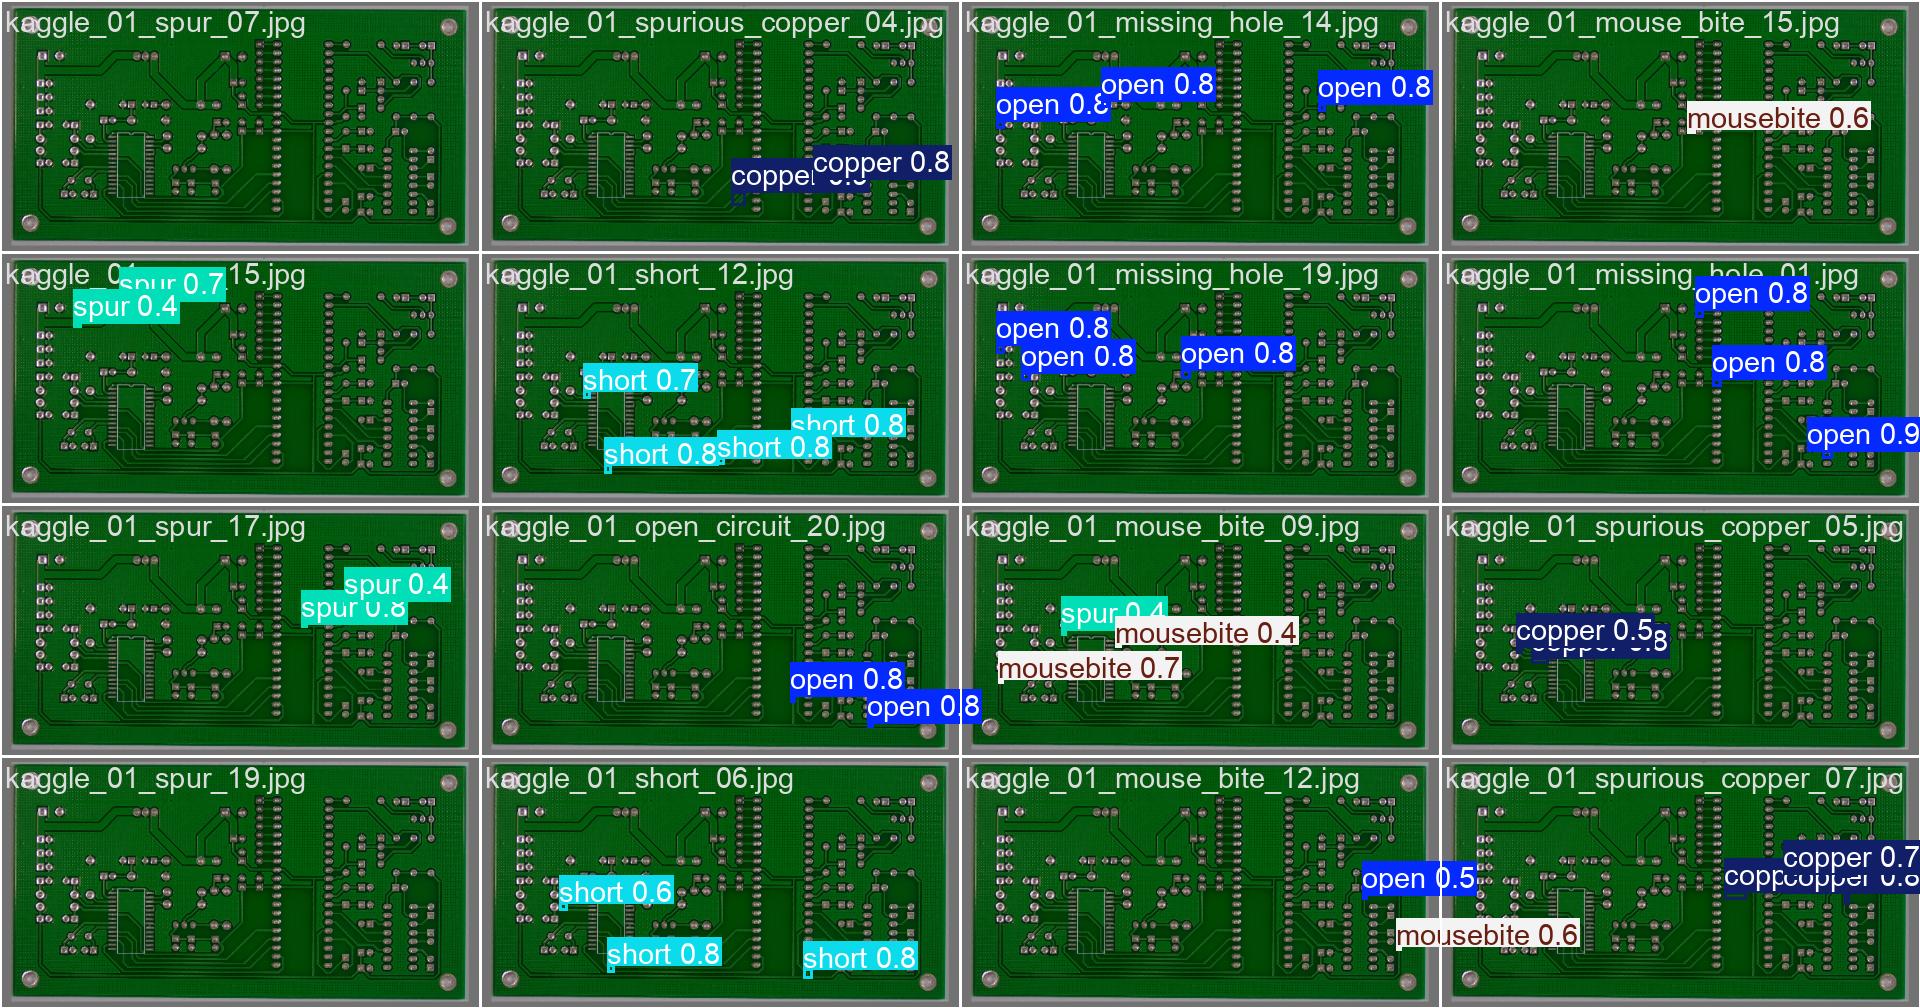 kaggle_01_spur_07.jpg
kaggle_01_spurious_copper_04.jpg
copper 0.8
kaggle_01_missing_hole_14.jpg
open 0.8
open 0.8
open 0.8
kaggle_01_mouse_bite_15.jpg
mousebite 0.6
15.jpg
spur 0.7
spur 0.4
kaggle_01_short_12.jpg
short 0.7
short 0.8
short 0.8
short 0.8
kaggle_01_missing_hole_19.jpg
open 0.8
open 0.8
open 0.8
kaggle_01_missing_hole_01.jpg
open 0.8
open 0.8
open 0.9
kaggle_01_spur_17.jpg
spur 0.4
spur 0.8
kaggle_01_open_circuit_20.jpg
open 0.8
open 0.8
kaggle_01_mouse_bite_09.jpg
spur 0.4
mousebite 0.4
mousebite 0.7
kaggle_01_spurious_copper_05.jpg
copper 0.5
copper 0.8
kaggle_01_spur_19.jpg
kaggle_01_short_06.jpg
short 0.6
short 0.8
short 0.8
kaggle_01_mouse_bite_12.jpg
open 0.5
mousebite 0.6
kaggle_01_spurious_copper_07.jpg
copper 0.7
copper 0.8